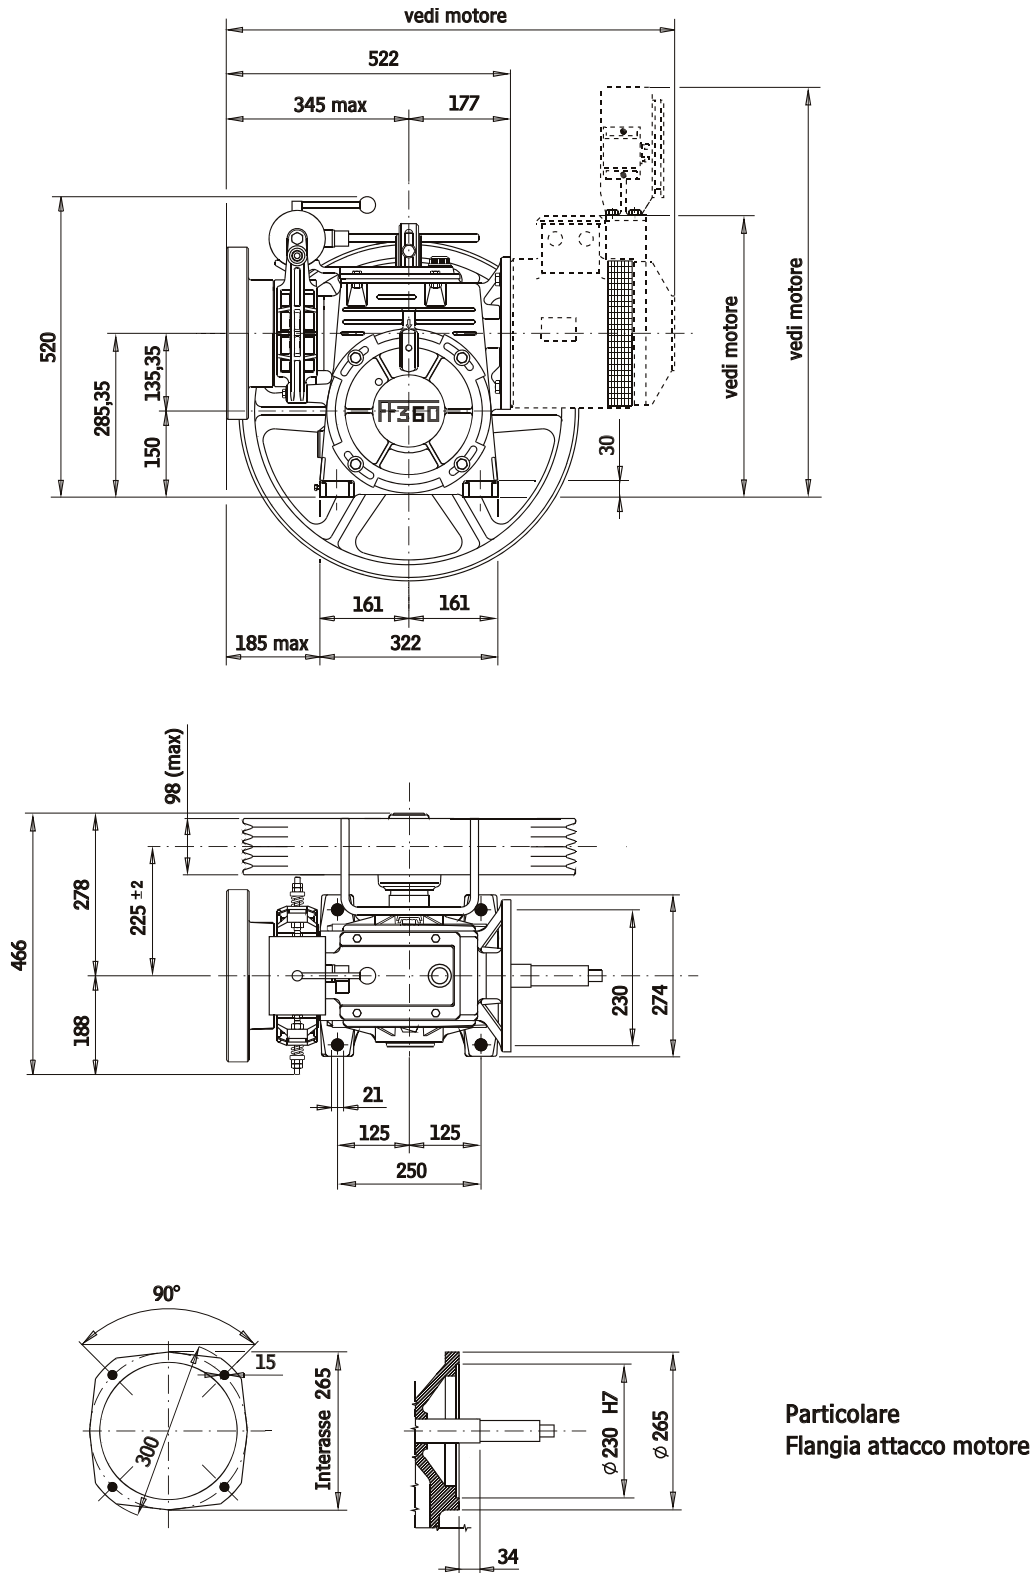 vedi motore
522
345 max
177
520
285,35
135,35
150
FF360
30
vedi motore
vedi motore
161
161
185 max
322
98 (max)
278
225 ±2
466
188
230
274
21
125
125
250
90°
15
300
Interasse 265
Ø 230 H7
Ø 265
34
Particolare
Flangia attacco motore